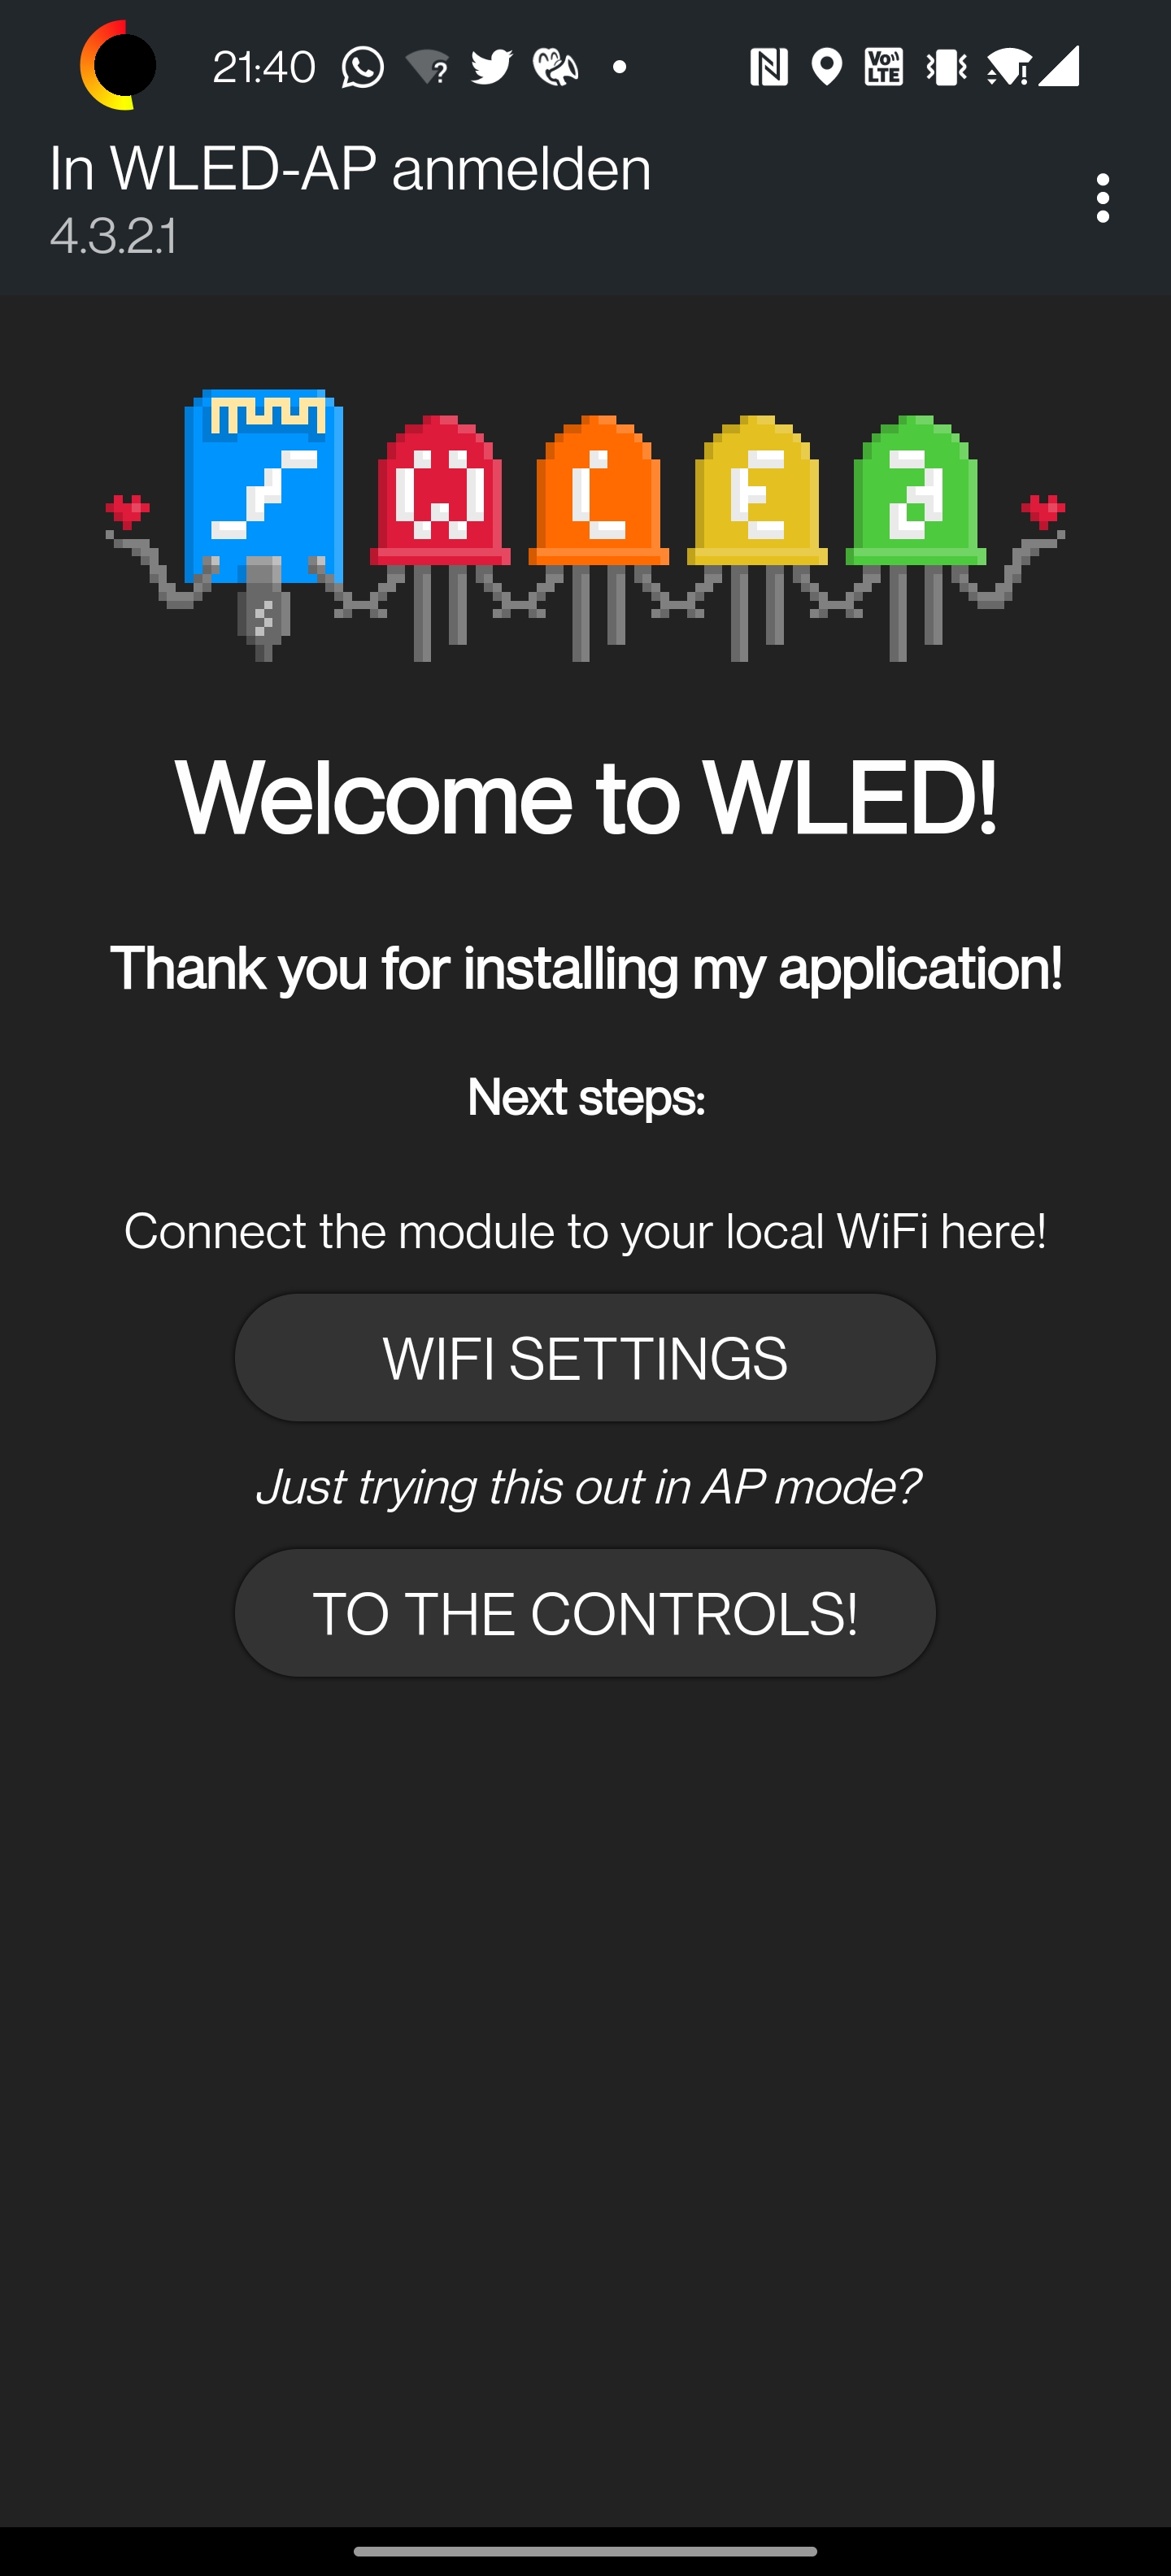 21:40
Vo LTE
In WLED-AP anmelden
4.3.2.1
Welcome to WLED!
Thank you for installing my application!
Next steps:
Connect the module to your local WiFi here!
WIFI SETTINGS
Just trying this out in AP mode?
TO THE CONTROLS!